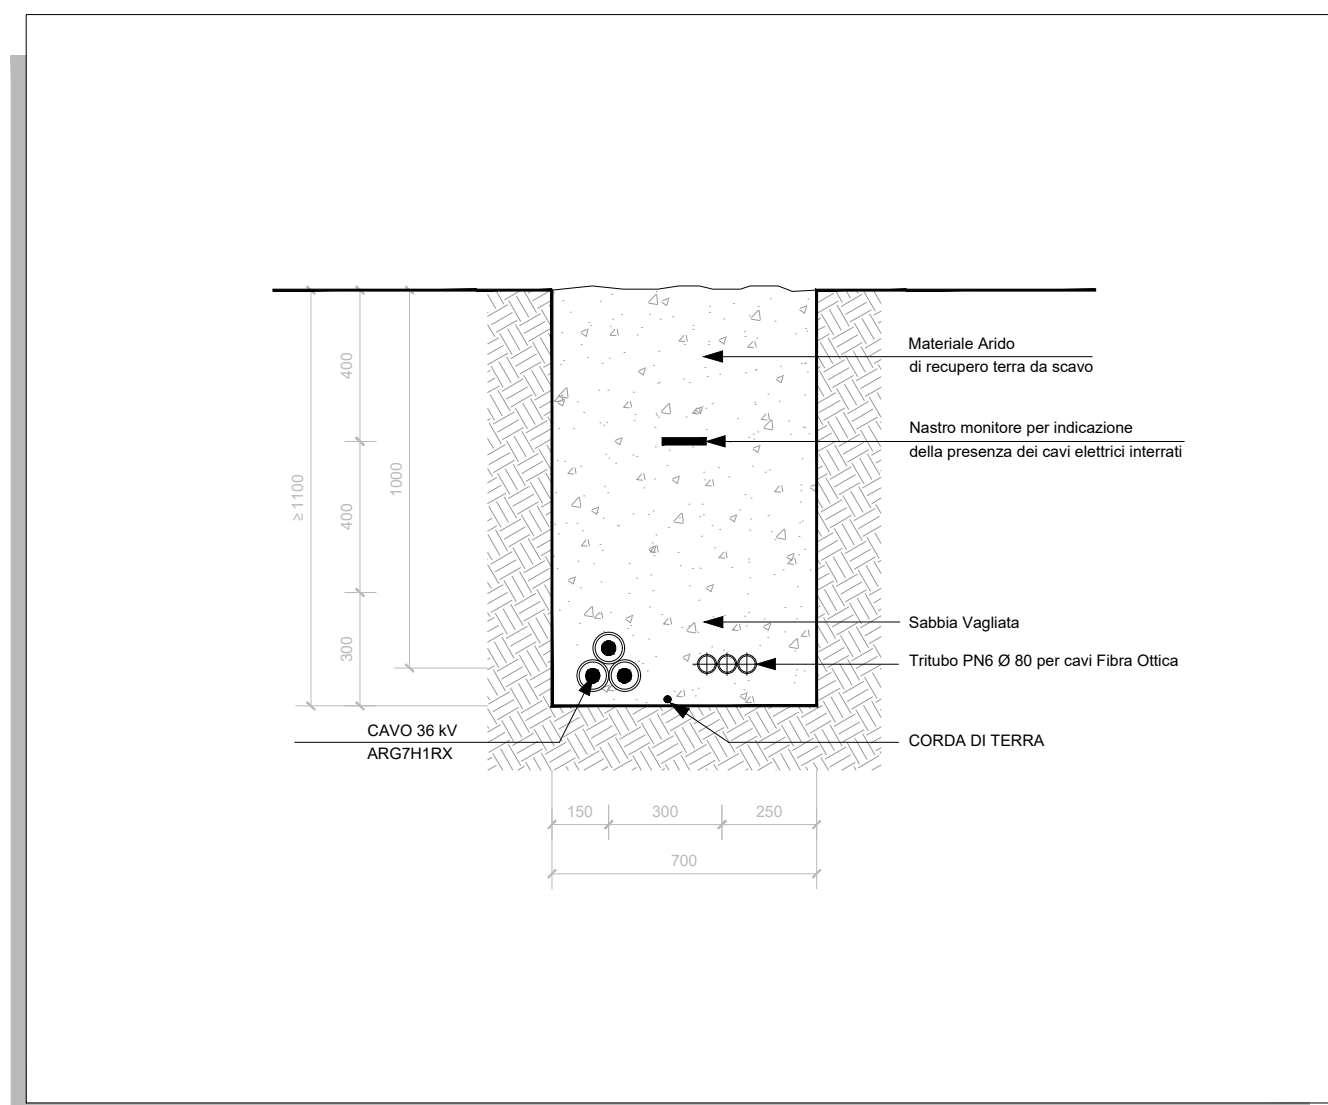 Materiale Arido
di recupero terra da scavo
400
Nastro monitore per indicazione
della presenza dei cavi elettrici interrati
1000
≥ 1100
400
Sabbia Vagliata
300
Tritubo PN6 Ø 80 per cavi Fibra Ottica
CAVO 36 kV
ARG7H1RX
CORDA DI TERRA
150 300 250
700